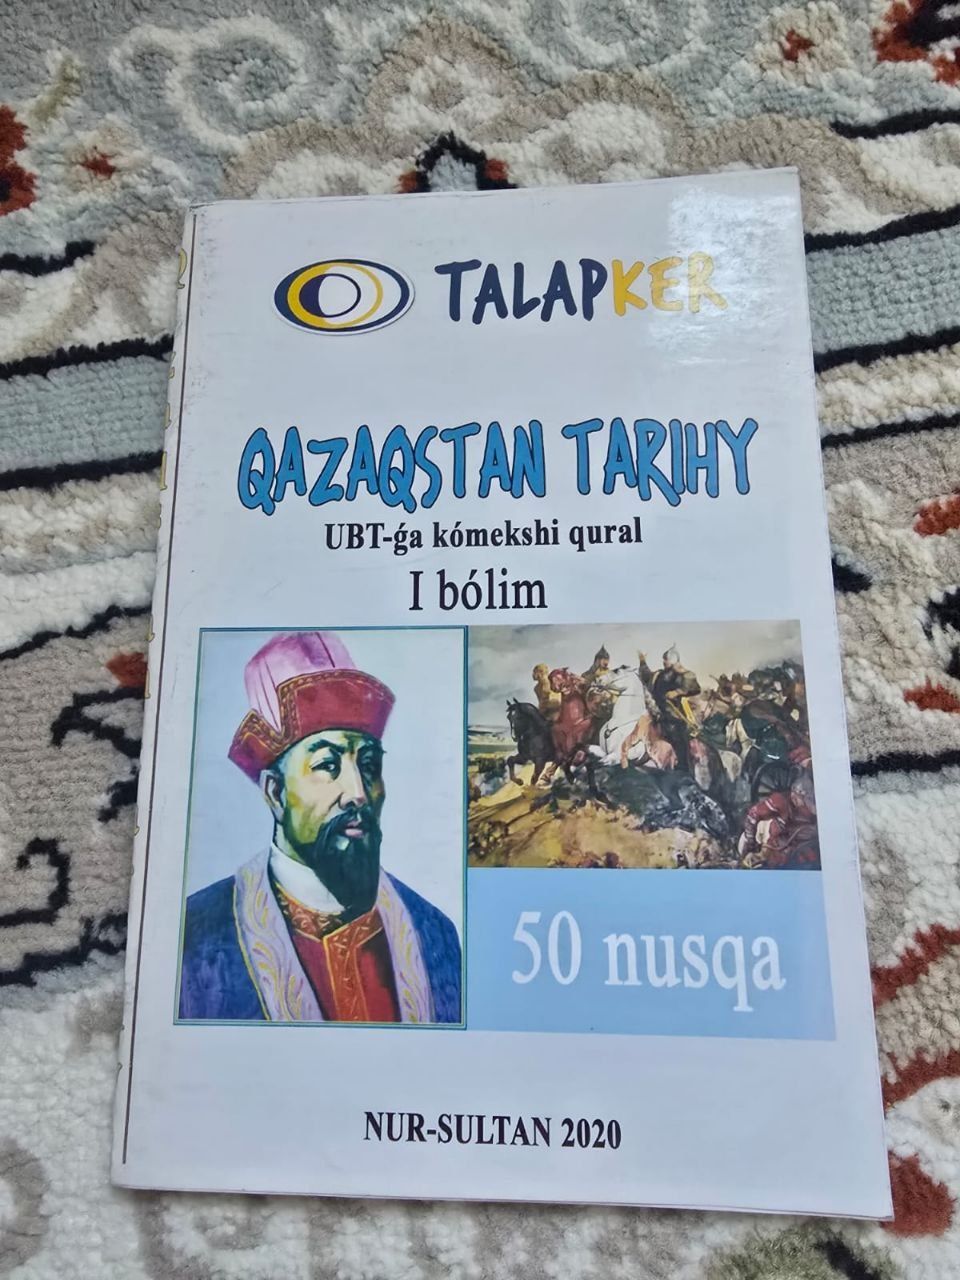 TALAPKER
QAZAQSTAN TARIHY
UBT-ǵa kómekshi qural
I bólim
50 nusqa
NUR-SULTAN 2020